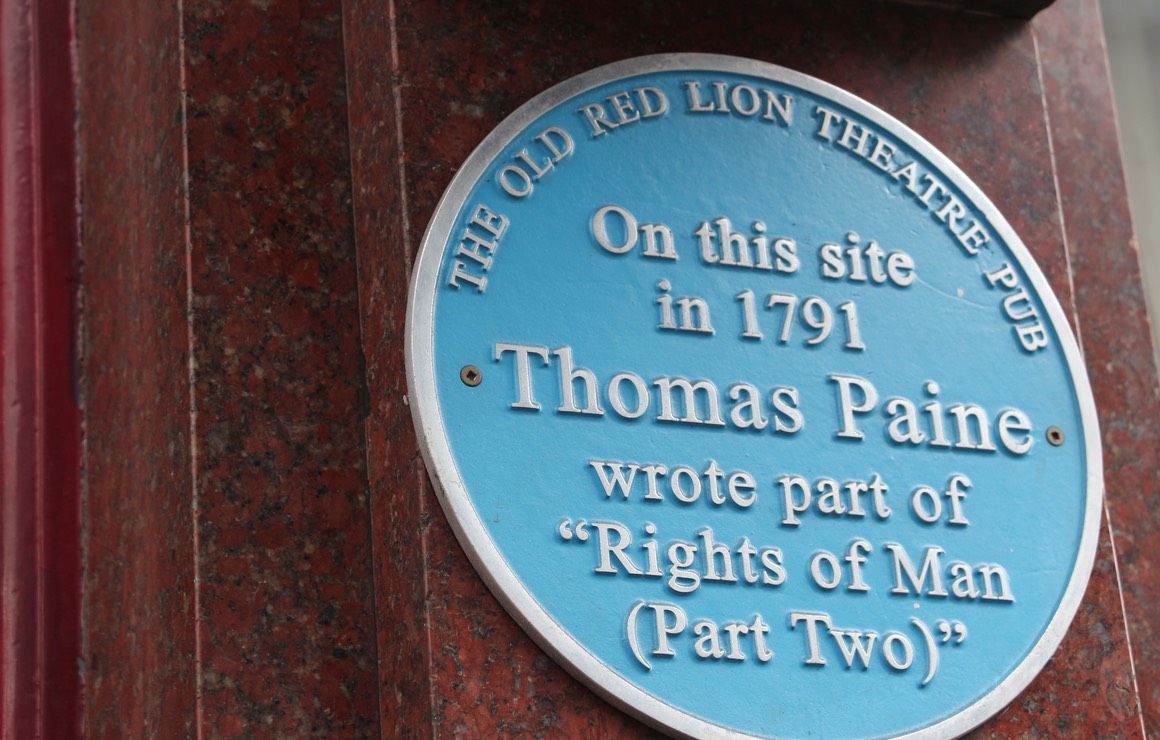 THE OLD RED LION THEATRE PUB
On this site
in 1791
Thomas Paine
wrote part of
“Rights of Man
(Part Two)”